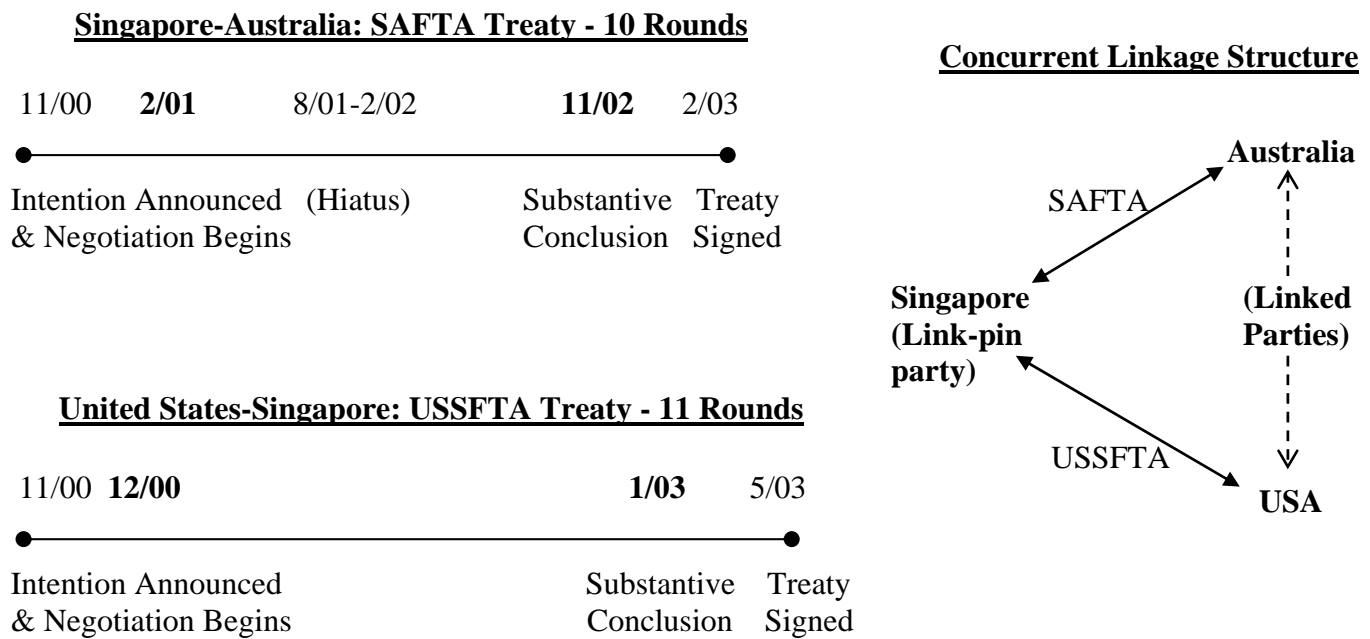 Singapore-Australia: SAFTA Treaty - 10 Rounds
11/00 2/01 8/01-2/02 11/02 2/03
Intention Announced (Hiatus) Substantive Treaty
& Negotiation Begins Conclusion Signed
United States-Singapore: USSFTA Treaty - 11 Rounds
11/00 12/00 1/03 5/03
Intention Announced Substantive Treaty
& Negotiation Begins Conclusion Signed
Concurrent Linkage Structure
Australia
SAFTA
Singapore (Linked
(Link-pin Parties)
party)
USSFTA
USA